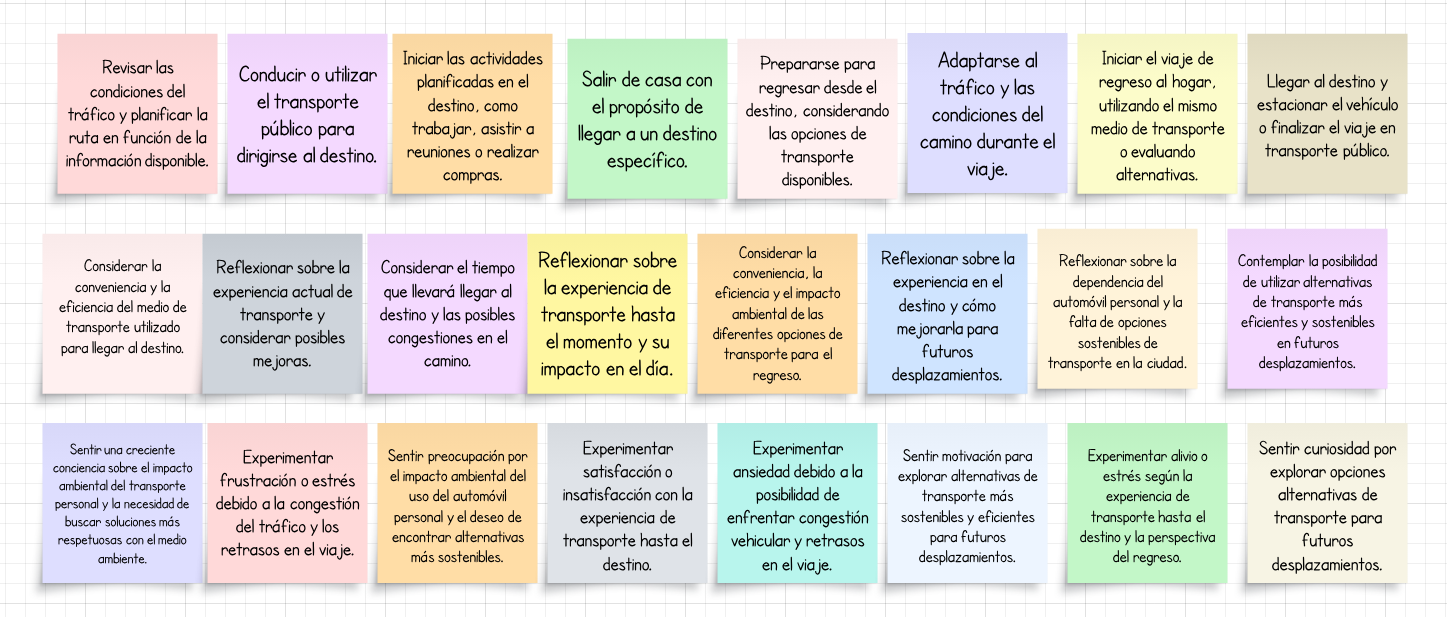 Revisar las
condiciones del
tráfico y planificar la
ruta en función de la
información disponible.
Conducir o utilizar
el transporte
público para
dirigirse al destino.
Iniciar las actividades
planificadas en el
destino, como
trabajar, asistir a
reuniones o realizar
compras.
Salir de casa con
el propósito de
llegar a un destino
específico.
Prepararse para
regresar desde el
destino, considerando
las opciones de
transporte
disponibles.
Adaptarse al
tráfico y las
condiciones del
camino durante el
viaje.
Iniciar el viaje de
regreso al hogar,
utilizando el mismo
medio de transporte
o evaluando
alternativas.
Llegar al destino y
estacionar el vehículo
o finalizar el viaje en
transporte público.
Considerar la
conveniencia y la
eficiencia del medio de
transporte utilizado
para llegar al destino.
Reflexionar sobre la
experiencia actual de
transporte y
considerar posibles
mejoras.
Considerar el tiempo
que llevará llegar al
destino y las posibles
congestiones en el
camino.
Reflexionar sobre
la experiencia de
transporte hasta
el momento y su
impacto en el día.
Considerar la
conveniencia, la
eficiencia y el impacto
ambiental de las
diferentes opciones de
transporte para el
regreso.
Reflexionar sobre la
experiencia en el
destino y cómo
mejorarla para
futuros
desplazamientos.
Reflexionar sobre la
dependencia del
automóvil personal y la
falta de opciones
sostenibles de
transporte en la ciudad.
Contemplar la posibilidad
de utilizar alternativas
de transporte más
eficientes y sostenibles
en futuros
desplazamientos.
Sentir una creciente
conciencia sobre el impacto
ambiental del transporte
personal y la necesidad de
buscar soluciones más
respetuosas con el medio
ambiente.
Experimentar
frustración o estrés
debido a la congestión
del tráfico y los
retrasos en el viaje.
Sentir preocupación por
el impacto ambiental del
uso del automóvil
personal y el deseo de
encontrar alternativas
más sostenibles.
Experimentar
satisfacción o
insatisfacción con la
experiencia de
transporte hasta el
destino.
Experimentar
ansiedad debido a la
posibilidad de
enfrentar congestión
vehicular y retrasos
en el viaje.
Sentir motivación para
explorar alternativas de
transporte más
sostenibles y eficientes
para futuros
desplazamientos.
Experimentar alivio o
estrés según la
experiencia de
transporte hasta el
destino y la perspectiva
del regreso.
Sentir curiosidad por
explorar opciones
alternativas de
transporte para
futuros
desplazamientos.